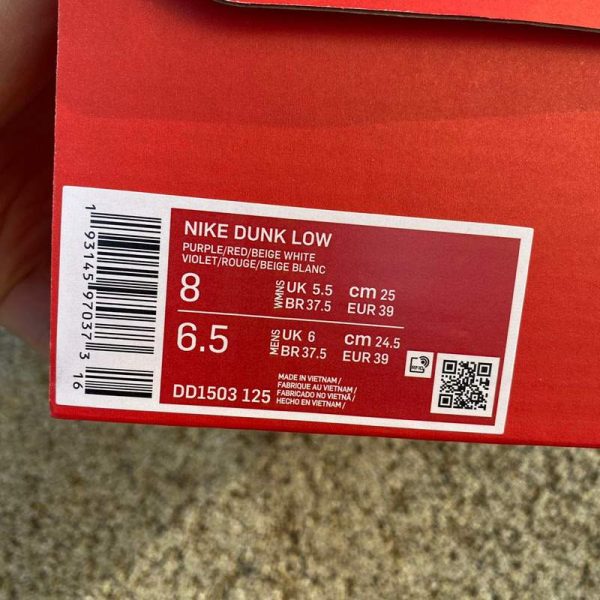 NIKE DUNK LOW
PURPLE/RED/BEIGE WHITE
VIOLET/ROUGE/BEIGE BLANC
8 WMNS UK 5.5 cm 25
BR 37.5 EUR 39
6.5 MENS UK 6 cm 24.5
BR 37.5 EUR 39
DD1503 125
MADE IN VIETNAM /
FABRIQUE AU VIETNAM /
FABRICADO NO VIETNÃ /
HECHO EN VIETNAM /
RFID
1 93145 97037 3
16